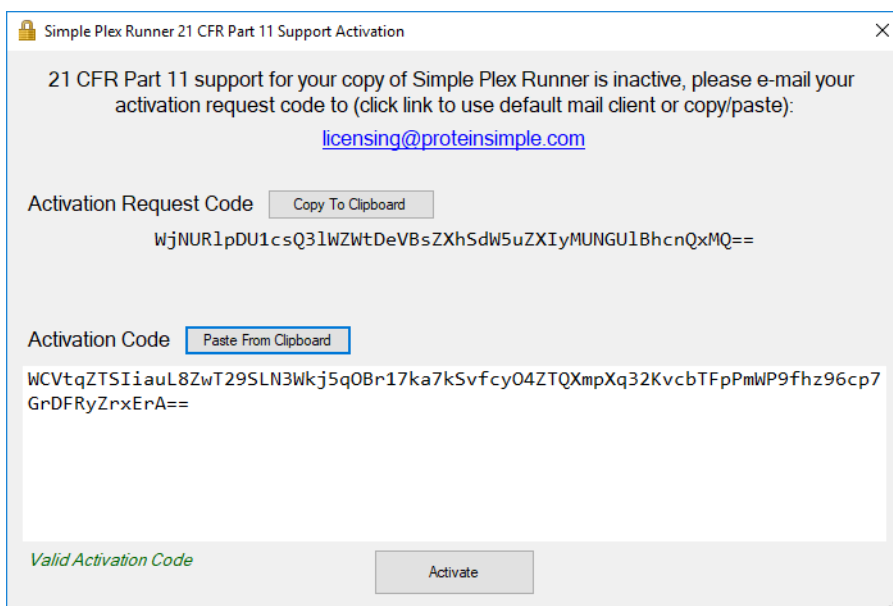 Simple Plex Runner 21 CFR Part 11 Support Activation
21 CFR Part 11 support for your copy of Simple Plex Runner is inactive, please e-mail your
activation request code to (click link to use default mail client or copy/paste):
licensing@proteinsimple.com
Activation Request Code
Copy To Clipboard
WjNURlpDU1csQ3lWZWtDeVBsZXhSdW5uZXIyMUNGUlBhcnQxMQ==
Activation Code
Paste From Clipboard
WCVtqZTSIiauL8ZwT29SLN3Wkj5qOBr17ka7kSvfcyO4ZTQXmpXq32KvcbTFpPmWP9fhz96cp7
GrDFRyZrxErA==
Valid Activation Code
Activate